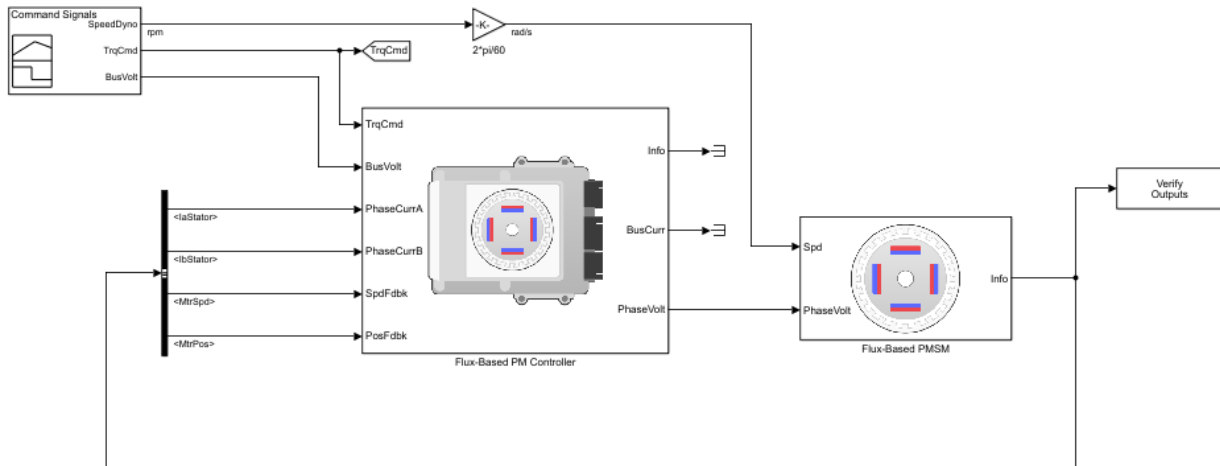 Command Signals
SpeedDyno
rpm
TrqCmd
BusVolt
-K-
rad/s
2*pi/60
TrqCmd
TrqCmd
BusVolt
PhaseCurrA
PhaseCurrB
SpdFdbk
PosFdbk
Info
BusCurr
PhaseVolt
Flux-Based PM Controller
<IaStator>
<IbStator>
<MtrSpd>
<MtrPos>
Spd
PhaseVolt
Info
Flux-Based PMSM
Verify
Outputs